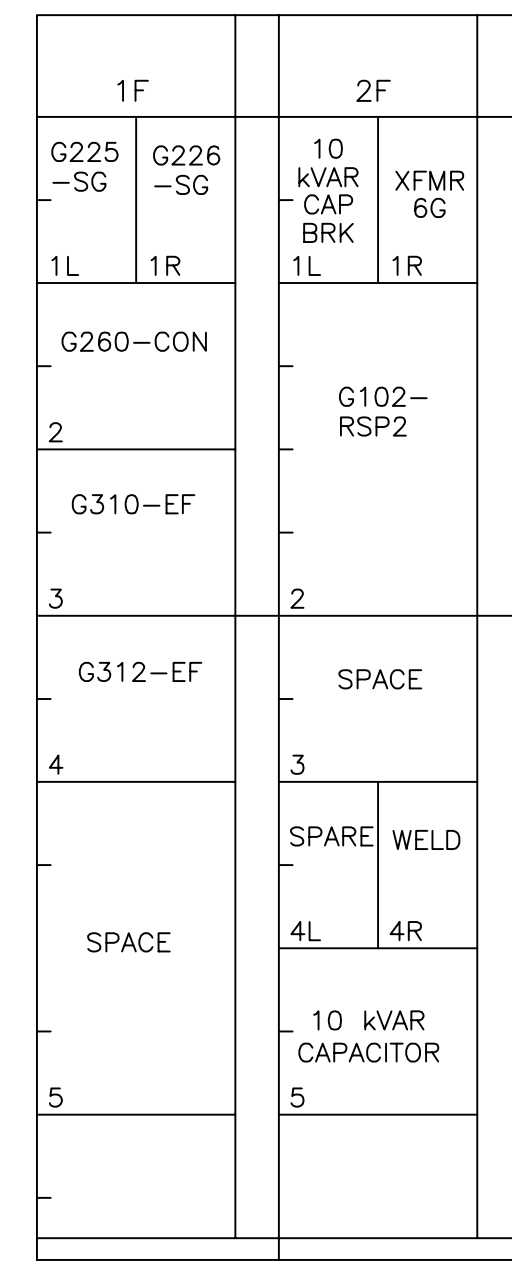 1F
G225
-SG
G226
-SG
1L
1R
G260-CON
2
G310-EF
3
G312-EF
4
SPACE
5
2F
10
kVAR
CAP
BRK
XFMR
6G
1L
1R
G102-
RSP2
2
SPACE
3
SPARE
WELD
4L
4R
10 kVAR
CAPACITOR
5